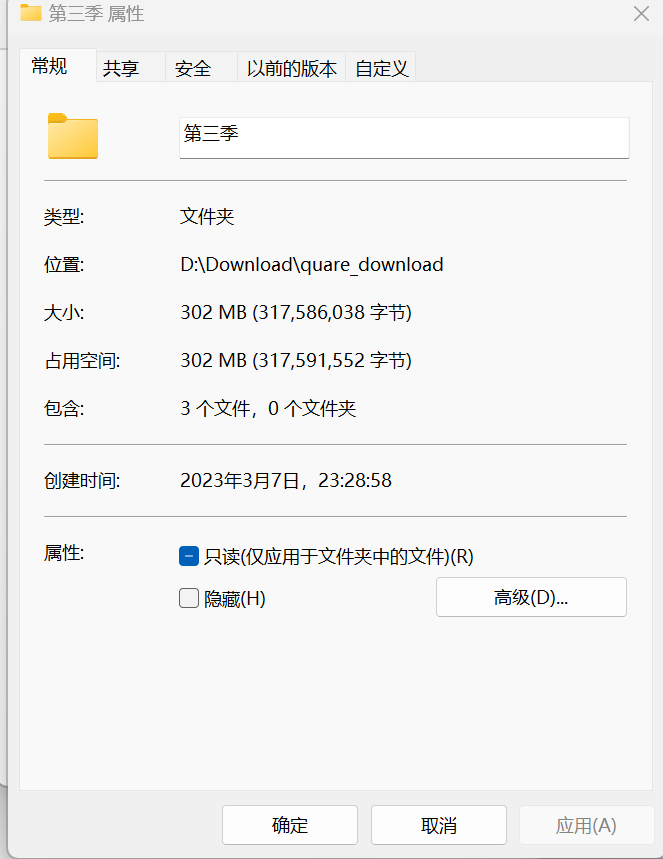 第三季 属性
常规 共享 安全 以前的版本 自定义
第三季
类型: 文件夹
位置: D:\Download\quare_download
大小: 302 MB (317,586,038 字节)
占用空间: 302 MB (317,591,552 字节)
包含: 3 个文件，0 个文件夹
创建时间: 2023年3月7日，23:28:58
属性: 只读(仅应用于文件夹中的文件)(R)
隐藏(H) 高级(D)...
确定 取消 应用(A)